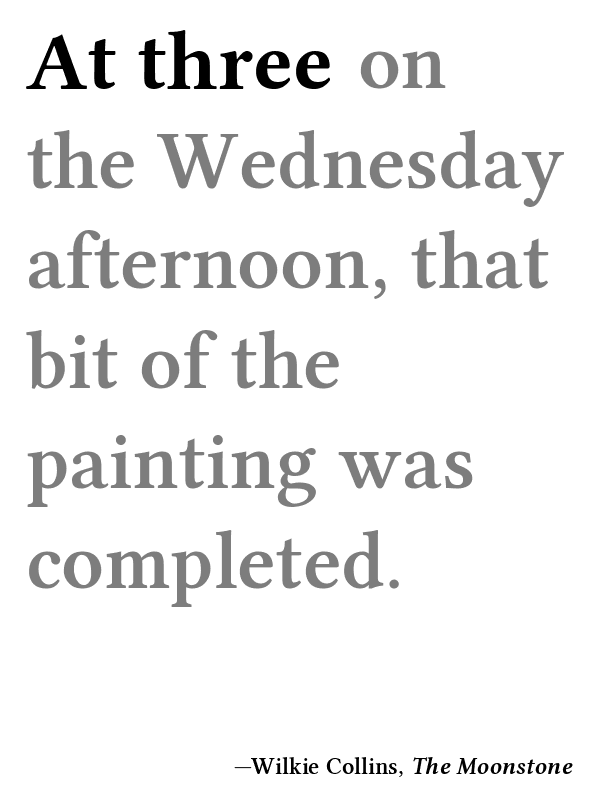 At three on
the Wednesday
afternoon, that
bit of the
painting was
completed.
—Wilkie Collins, The Moonstone